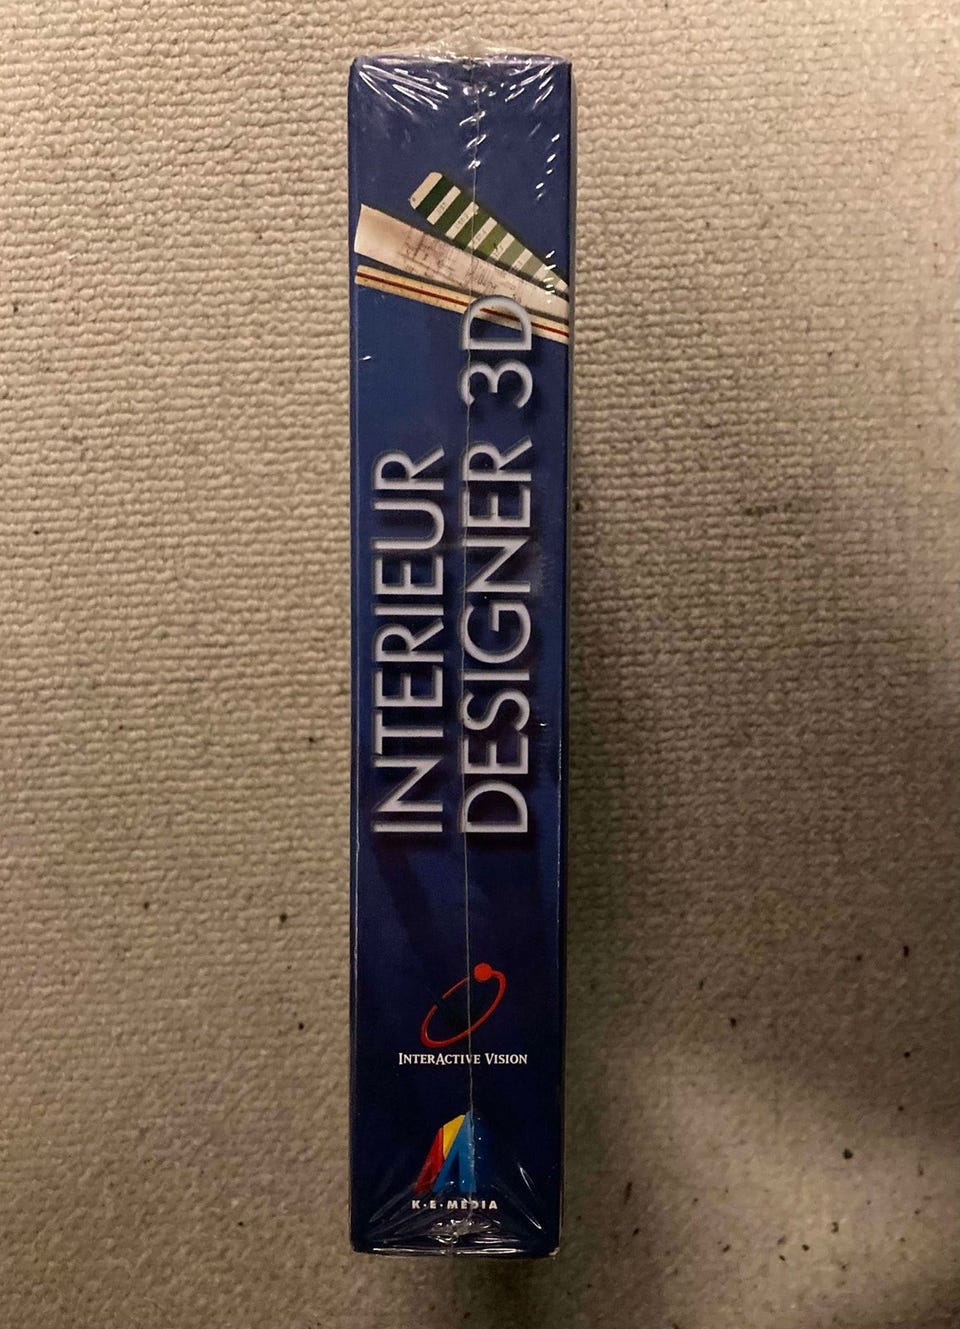 INTERIEUR
DESIGNER 3D
INTERACTIVE VISION
K·E·MEDIA